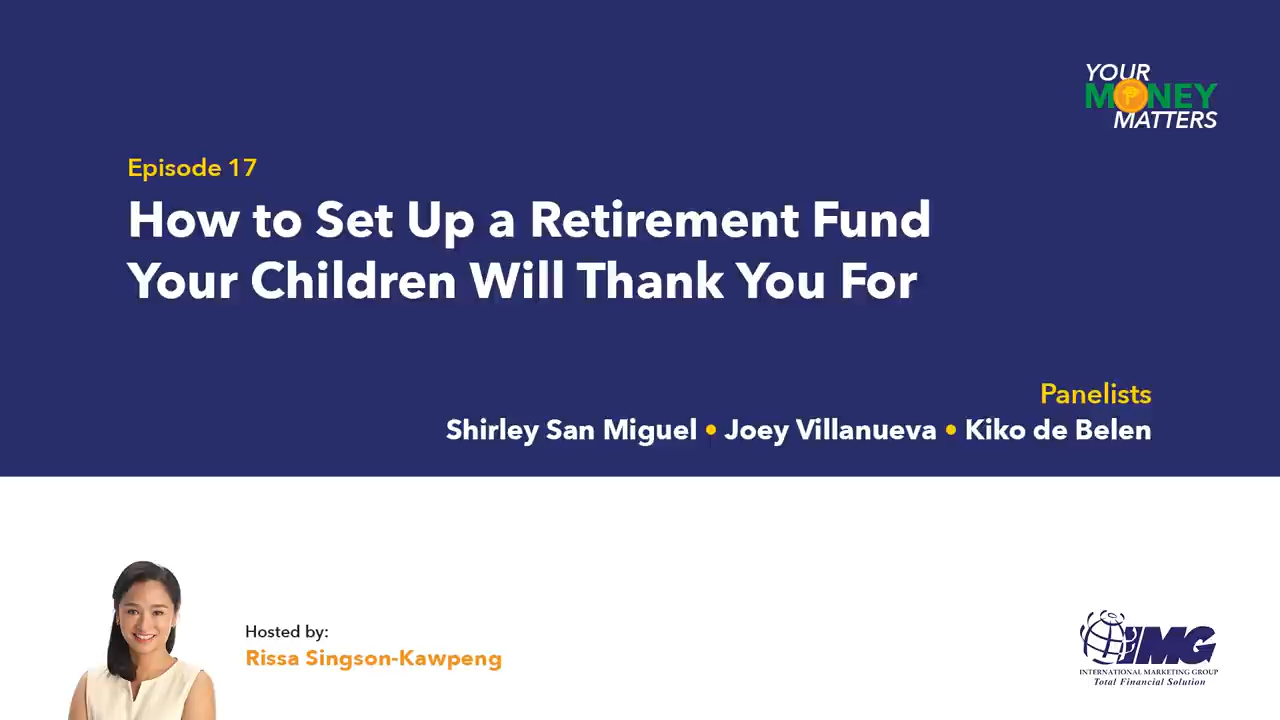 YOUR
MONEY
MATTERS
Episode 17
How to Set Up a Retirement Fund
Your Children Will Thank You For
Panelists
Shirley San Miguel • Joey Villanueva • Kiko de Belen
Hosted by:
Rissa Singson-Kawpeng
IMG
INTERNATIONAL MARKETING GROUP
Total Financial Solution